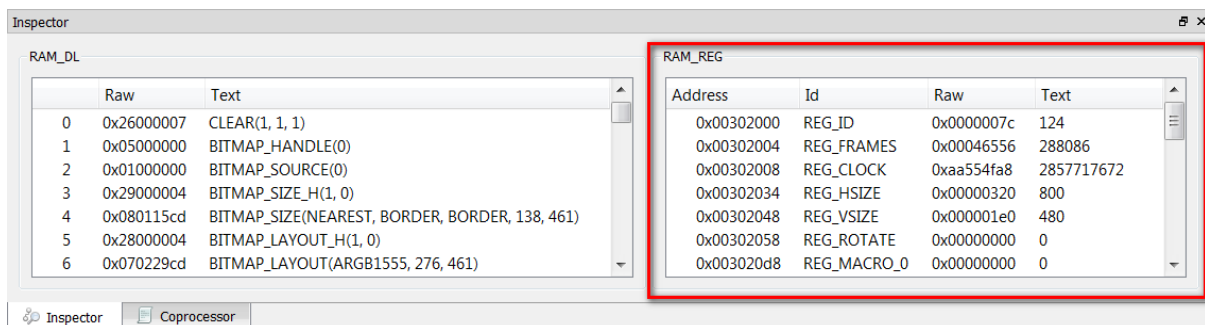 Inspector
RAM_DL
Raw Text
0 0x26000007 CLEAR(1, 1, 1)
1 0x05000000 BITMAP_HANDLE(0)
2 0x01000000 BITMAP_SOURCE(0)
3 0x29000004 BITMAP_SIZE_H(1, 0)
4 0x080115cd BITMAP_SIZE(NEAREST, BORDER, BORDER, 138, 461)
5 0x28000004 BITMAP_LAYOUT_H(1, 0)
6 0x070229cd BITMAP_LAYOUT(ARGB1555, 276, 461)
RAM_REG
Address Id Raw Text
0x00302000 REG_ID 0x0000007c 124
0x00302004 REG_FRAMES 0x00046556 288086
0x00302008 REG_CLOCK 0xaa554fa8 2857717672
0x00302034 REG_HSIZE 0x00000320 800
0x00302048 REG_VSIZE 0x000001e0 480
0x00302058 REG_ROTATE 0x00000000 0
0x003020d8 REG_MACRO_0 0x00000000 0
Inspector Coprocessor